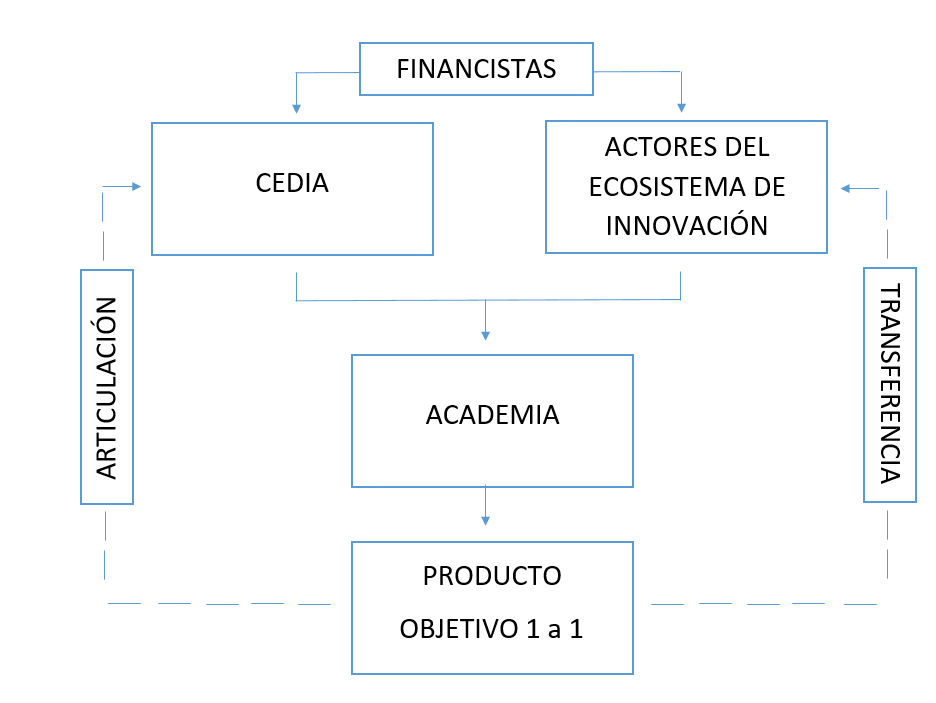 FINANCISTAS
CEDIA
ACTORES DEL
ECOSISTEMA DE
INNOVACIÓN
ARTICULACIÓN
TRANSFERENCIA
ACADEMIA
PRODUCTO
OBJETIVO 1 a 1